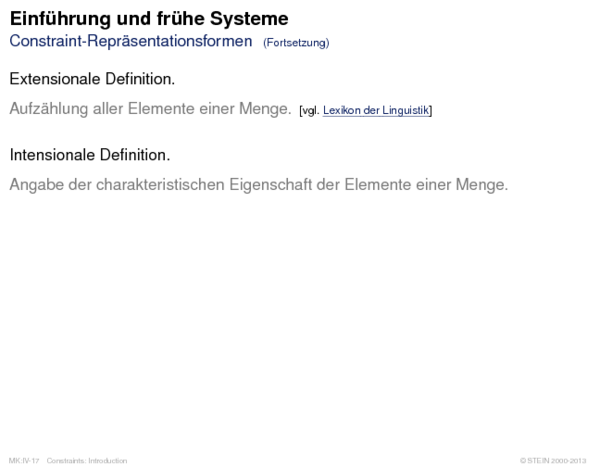 Einführung und frühe Systeme
Constraint-Repräsentationsformen (Fortsetzung)
Extensionale Definition.
Aufzählung aller Elemente einer Menge. [vgl. Lexikon der Linguistik]
Intensionale Definition.
Angabe der charakteristischen Eigenschaft der Elemente einer Menge.
MK:IV-17 Constraints: Introduction © STEIN 2000-2013